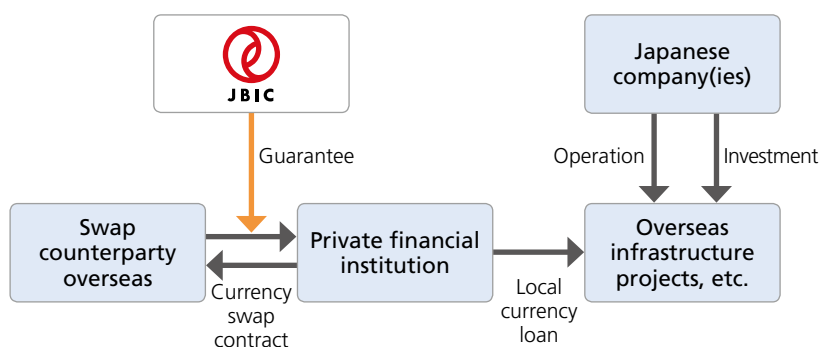 JBIC
Japanese
company(ies)
Guarantee
Operation
Investment
Swap
counterparty
overseas
Private financial
institution
Overseas
infrastructure
projects, etc.
Currency
swap
contract
Local
currency
loan